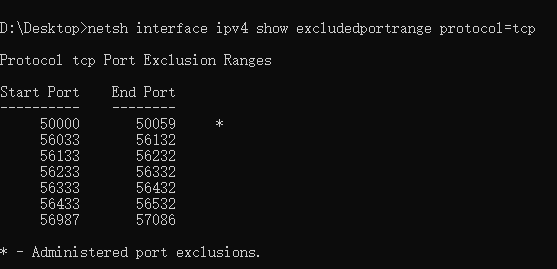 D:\Desktop>netsh interface ipv4 show excludedportrange protocol=tcp
Protocol tcp Port Exclusion Ranges
Start Port    End Port
----------    --------
50000       50059     *
56033       56132
56133       56232
56233       56332
56333       56432
56433       56532
56987       57086
* - Administered port exclusions.